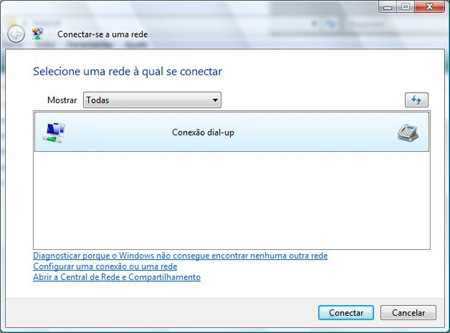 Conectar-se a uma rede
Selecione uma rede à qual se conectar
Mostrar Todas
Conexão dial-up
Diagnosticar porque o Windows não consegue encontrar nenhuma outra rede
Configurar uma conexão ou uma rede
Abrir a Central de Rede e Compartilhamento
Conectar Cancelar